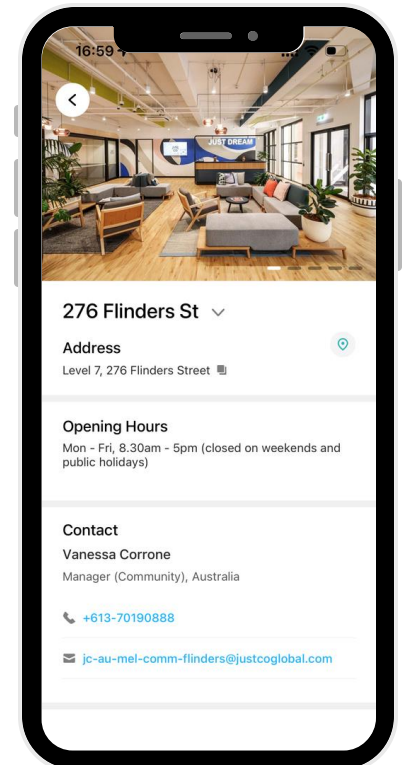 16:59
JUST DREAM
276 Flinders St
Address
Level 7, 276 Flinders Street
Opening Hours
Mon - Fri, 8.30am - 5pm (closed on weekends and
public holidays)
Contact
Vanessa Corrone
Manager (Community), Australia
+613-70190888
jc-au-mel-comm-flinders@justcoglobal.com